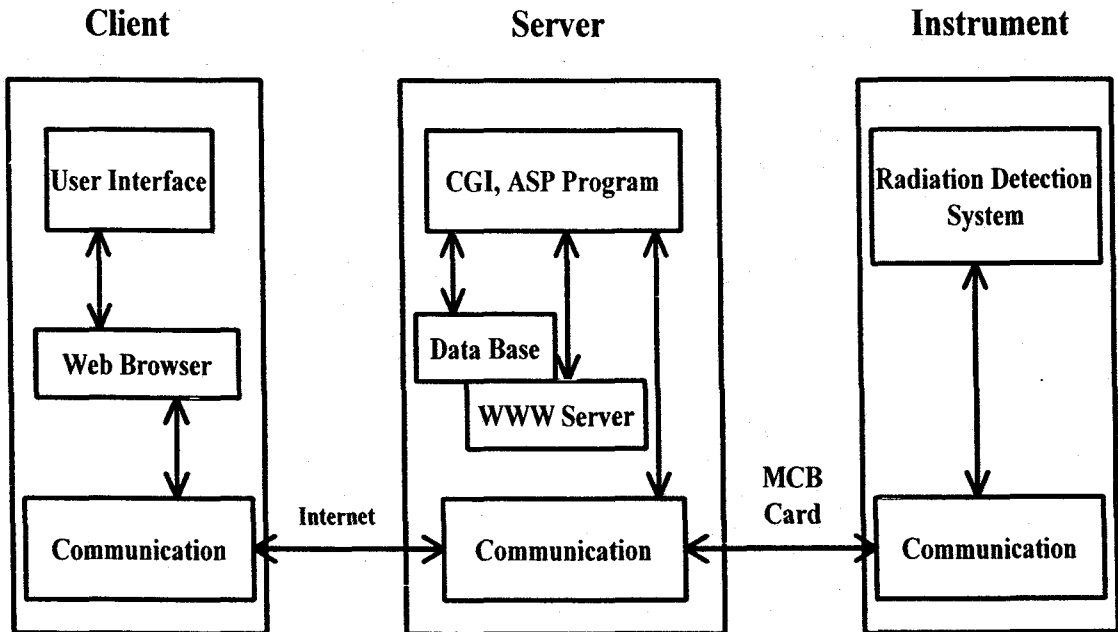 Client
Server
Instrument
User Interface
Web Browser
Communication
Internet
CGI, ASP Program
Data Base
WWW Server
Communication
MCB
Card
Radiation Detection
System
Communication